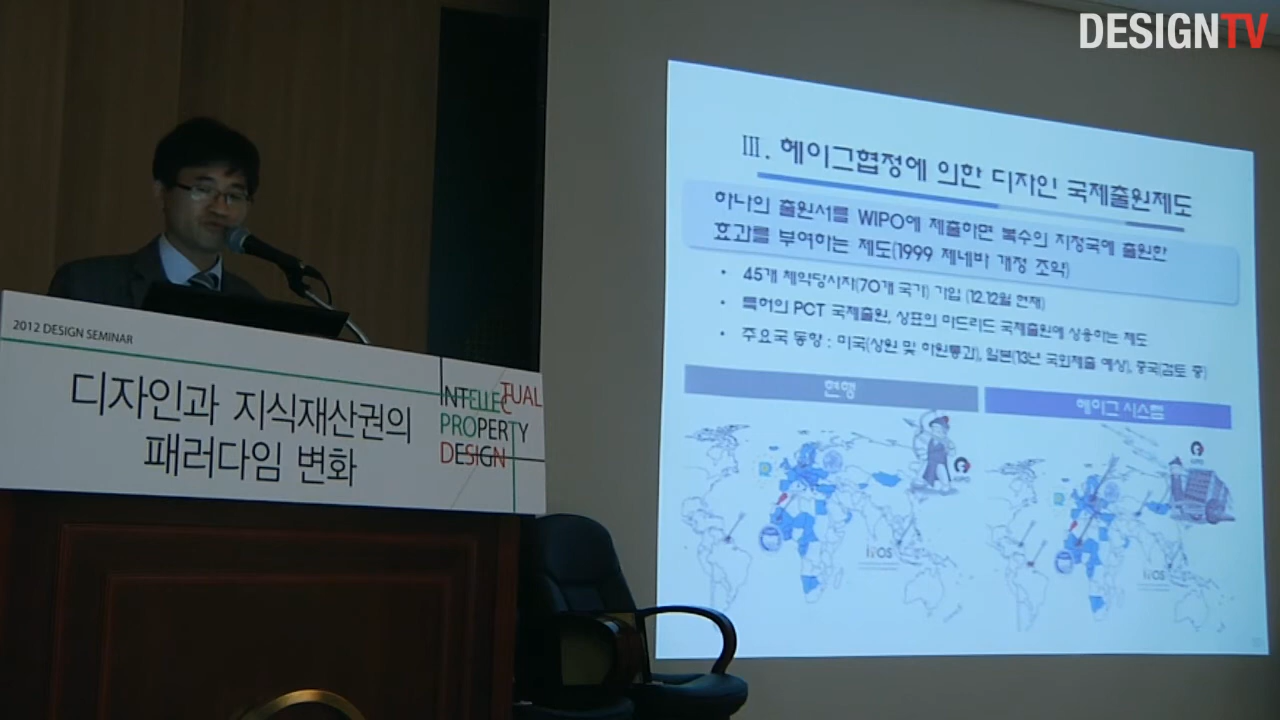 DESIGNTV
2012 DESIGN SEMINAR
디자인과 지식재산권의
패러다임 변화
INTELLECTUAL
PROPERTY
DESIGN
Ⅲ. 헤이그협정에 의한 디자인 국제출원제도
하나의 출원서를 WIPO에 제출하면 복수의 지정국에 출원한
효과를 부여하는 제도(1999 제네바 개정 조약)
• 45개 체약당사자(70개 국가) 가입 (12.12월 현재)
• 특허의 PCT 국제출원, 상표의 마드리드 국제출원에 상응하는 제도
• 주요국 동향 : 미국(상원 및 하원통과), 일본(13년 국회제출 예상), 중국(검토 중)
현행
헤이그 시스템